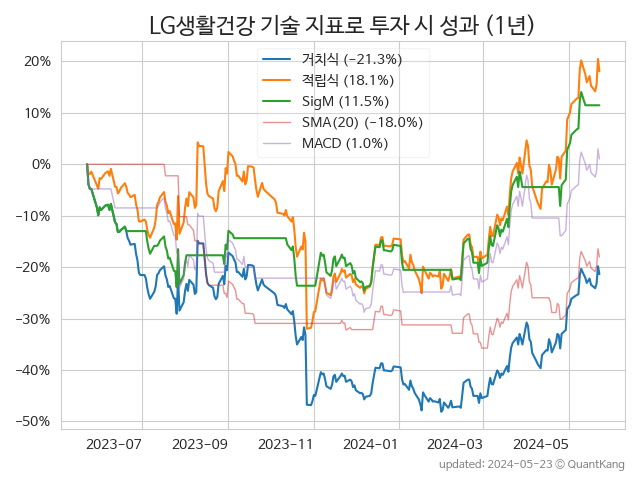 LG생활건강 기술 지표로 투자 시 성과 (1년)
거치식 (−21.3%)
적립식 (18.1%)
SigM (11.5%)
SMA(20) (−18.0%)
MACD (1.0%)
20%
10%
0%
−10%
−20%
−30%
−40%
−50%
2023−07 2023−09 2023−11 2024−01 2024−03 2024−05
updated: 2024−05−23 ⓒ QuantKang